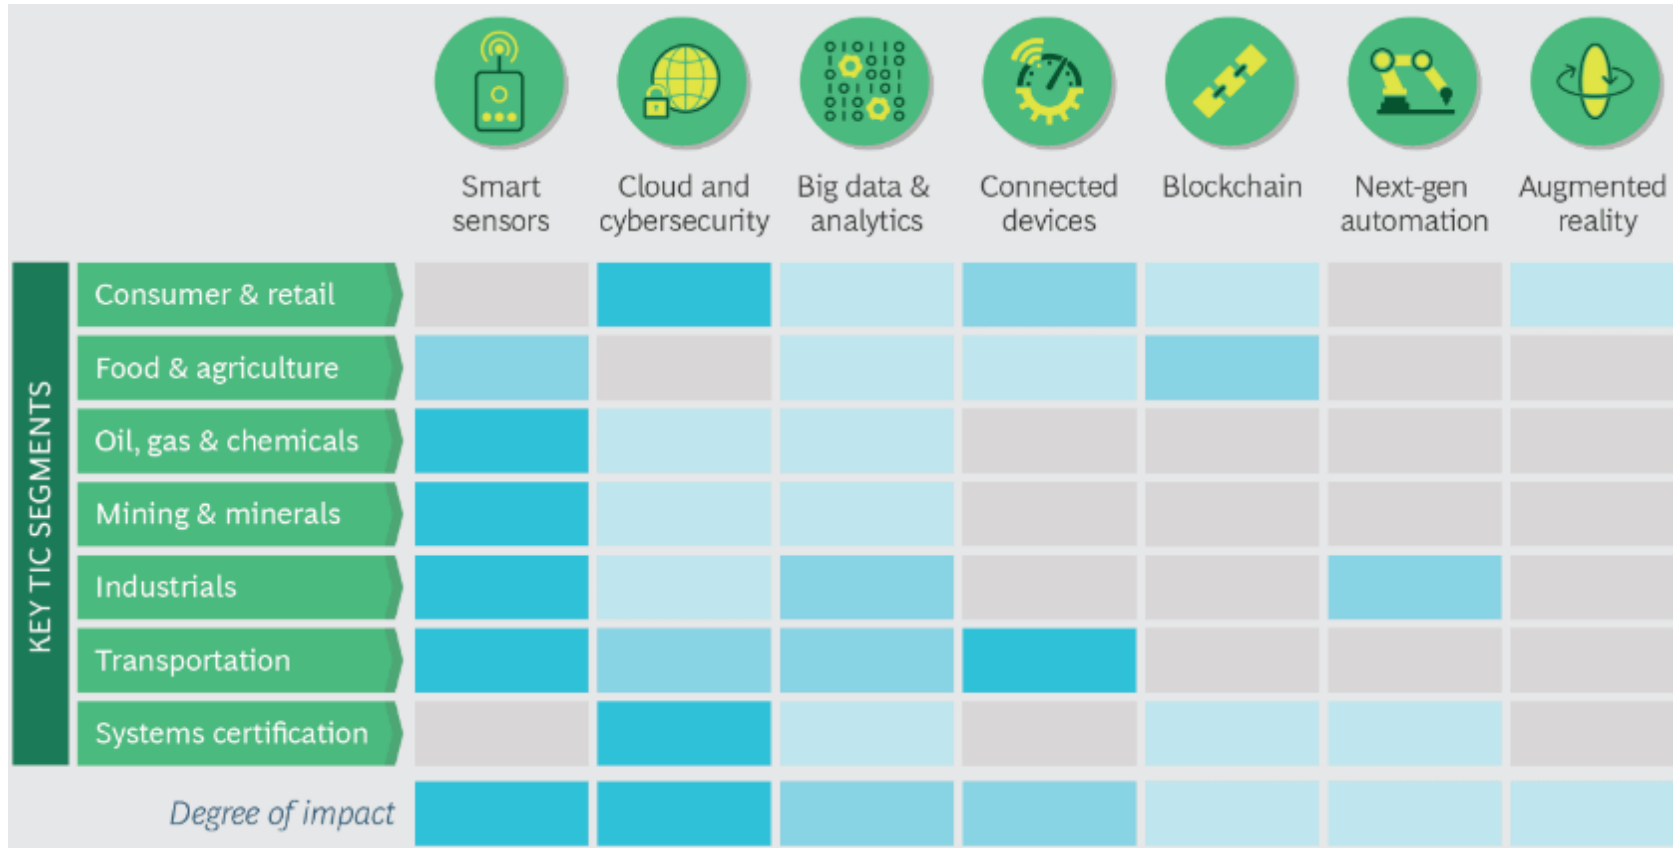 Smart
sensors
Cloud and
cybersecurity
Big data &
analytics
Connected
devices
Blockchain
Next-gen
automation
Augmented
reality
KEY TIC SEGMENTS
Consumer & retail
Food & agriculture
Oil, gas & chemicals
Mining & minerals
Industrials
Transportation
Systems certification
Degree of impact